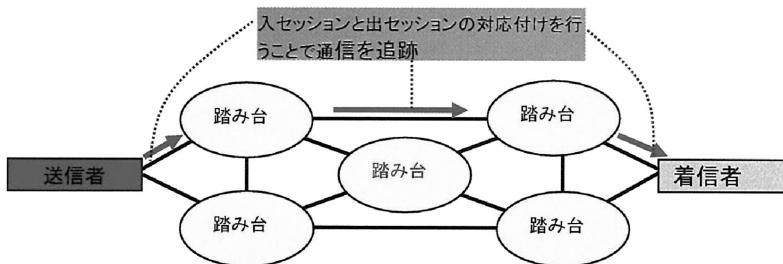 入セッションと出セッションの対応付けを行
うことで通信を追跡
踏み台
踏み台
踏み台
送信者
着信者
踏み台
踏み台